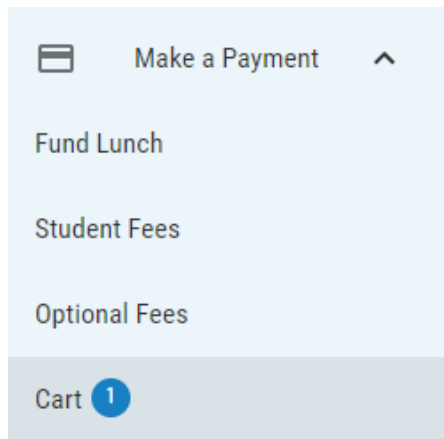 Make a Payment
Fund Lunch
Student Fees
Optional Fees
Cart 1